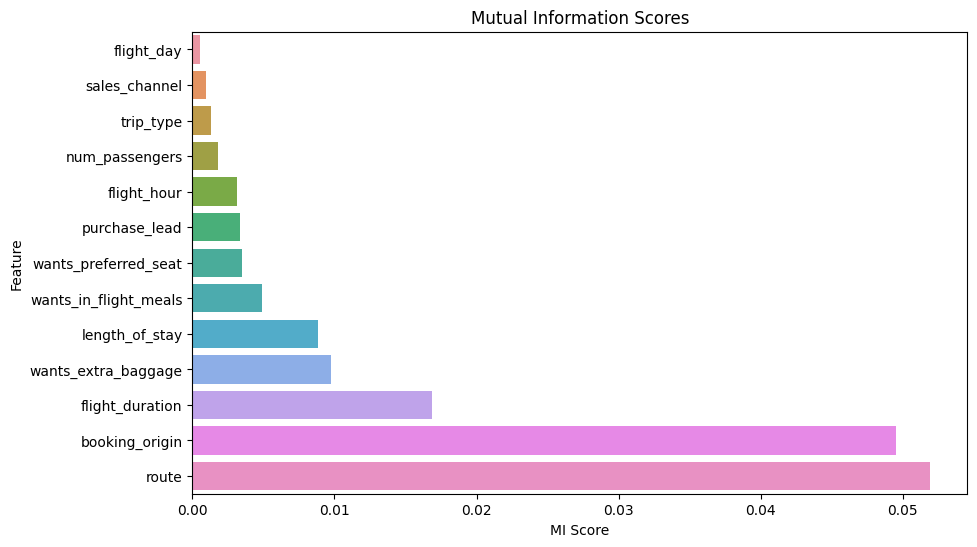 Mutual Information Scores
Feature
flight_day
sales_channel
trip_type
num_passengers
flight_hour
purchase_lead
wants_preferred_seat
wants_in_flight_meals
length_of_stay
wants_extra_baggage
flight_duration
booking_origin
route
0.00 0.01 0.02 0.03 0.04 0.05
MI Score